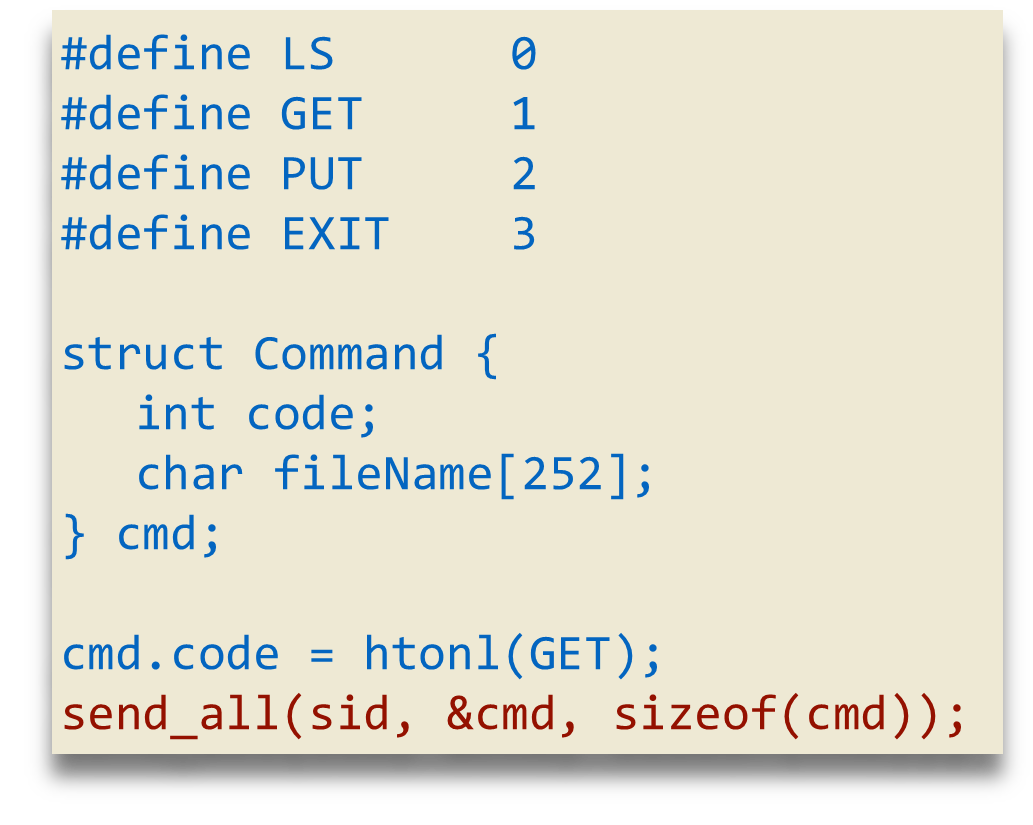 #define LS 0
#define GET 1
#define PUT 2
#define EXIT 3
struct Command {
int code;
char fileName[252];
} cmd;
cmd.code = htonl(GET);
send_all(sid, &cmd, sizeof(cmd));